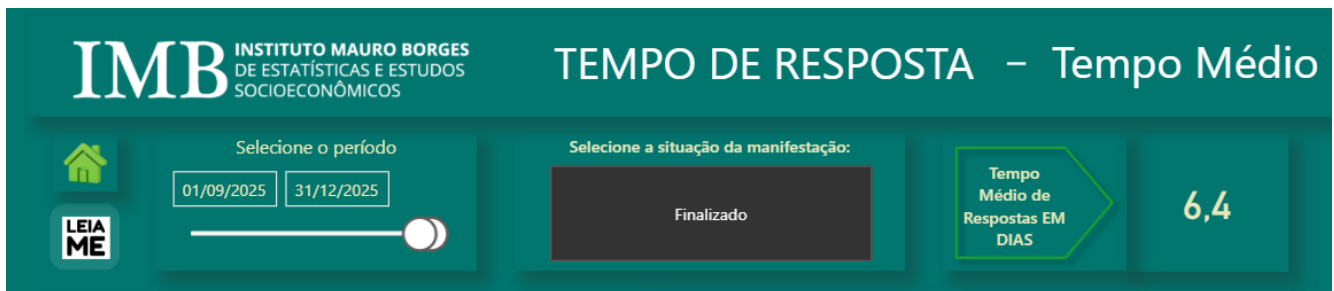 IMB INSTITUTO MAURO BORGES
DE ESTATÍSTICAS E ESTUDOS
SOCIOECONÔMICOS
TEMPO DE RESPOSTA – Tempo Médio
Selecione o período
01/09/2025 31/12/2025
LEIA
ME
Selecione a situação da manifestação:
Finalizado
Tempo
Médio de
Respostas EM
DIAS
6,4